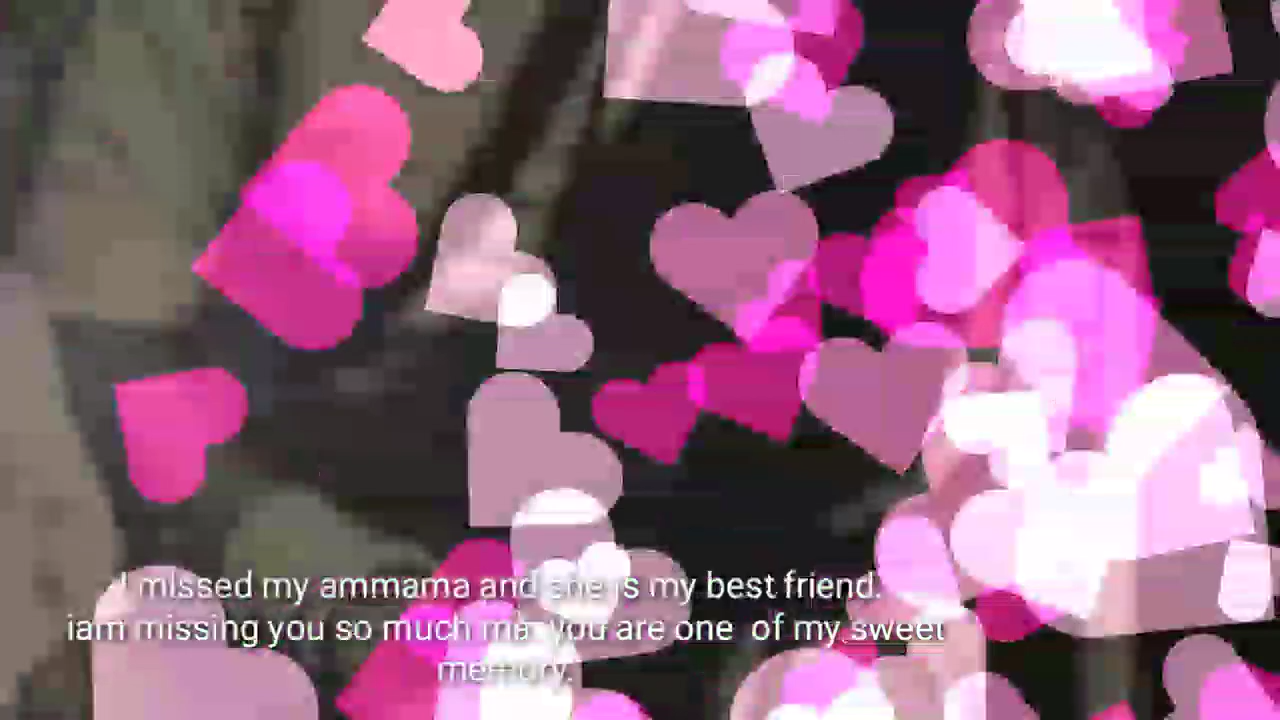 I missed my ammama and she is my best friend.
iam missing you so much ma. you are one of my sweet
memory.